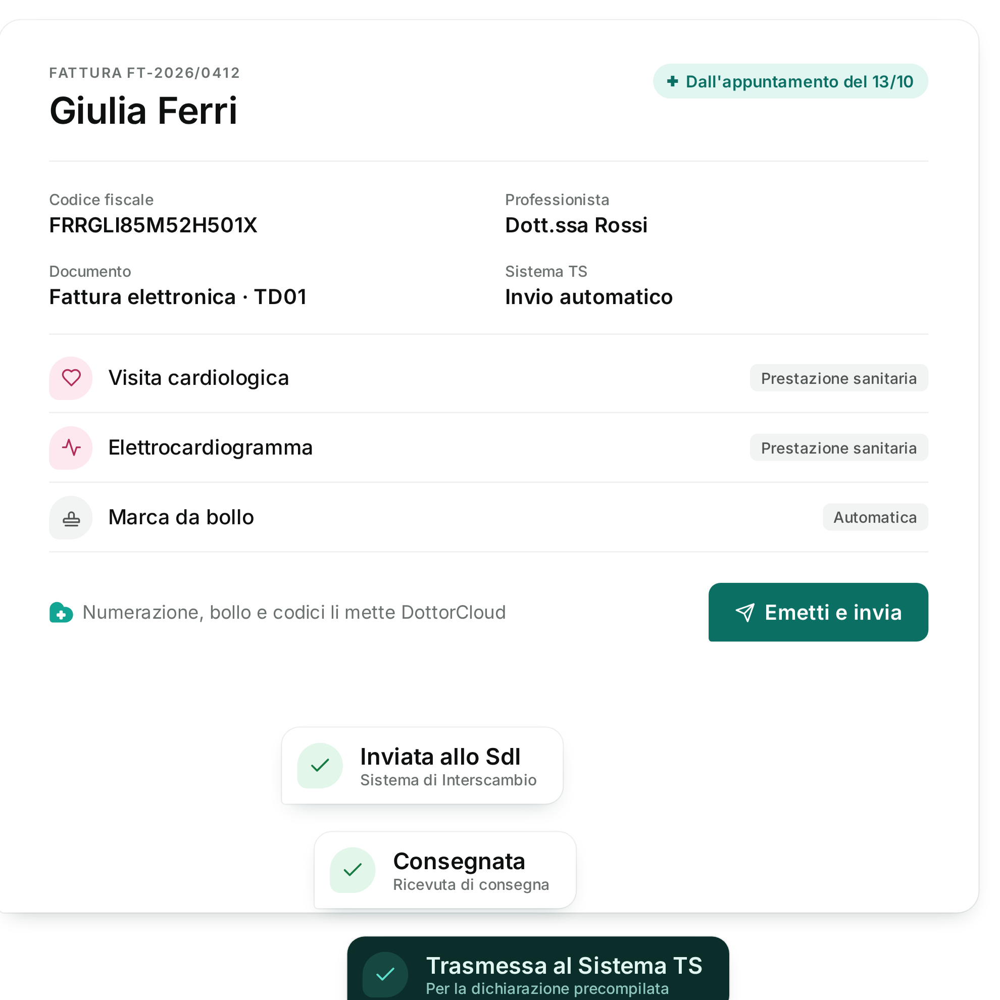 FATTURA FT-2026/0412
Dall'appuntamento del 13/10
Giulia Ferri
Codice fiscale
FRRGLI85M52H501X
Professionista
Dott.ssa Rossi
Documento
Fattura elettronica · TD01
Sistema TS
Invio automatico
Visita cardiologica
Prestazione sanitaria
Elettrocardiogramma
Prestazione sanitaria
Marca da bollo
Automatica
Numerazione, bollo e codici li mette DottorCloud
Emetti e invia
Inviata allo SdI
Sistema di Interscambio
Consegnata
Ricevuta di consegna
Trasmessa al Sistema TS
Per la dichiarazione precompilata